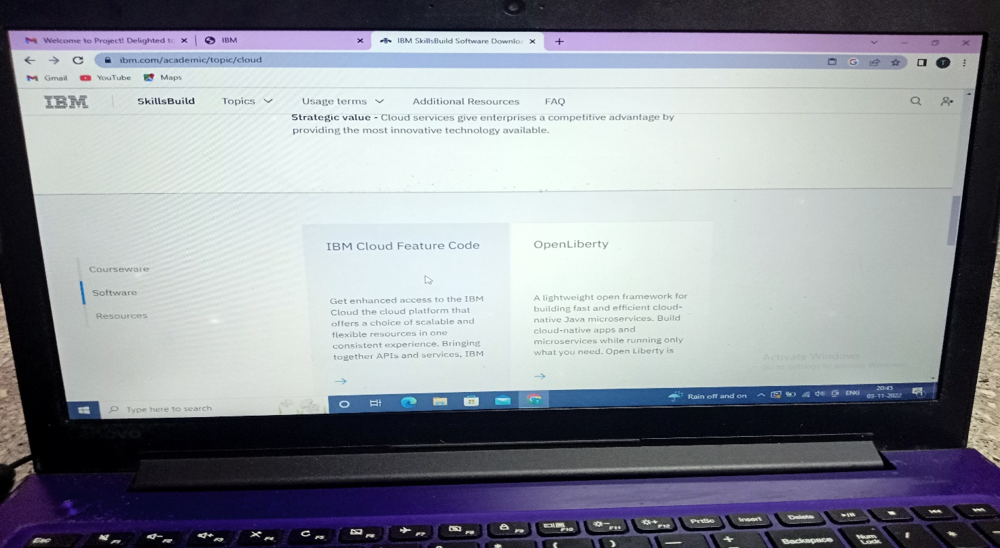 Welcome to Project! Delighted to
IBM
IBM SkillsBuild Software Downloa
ibm.com/academic/topic/cloud
T
Gmail
YouTube
Maps
IBM
SkillsBuild
Topics
Usage terms
Additional Resources
FAQ
Strategic value - Cloud services give enterprises a competitive advantage by
providing the most innovative technology available.
Courseware
Software
Resources
IBM Cloud Feature Code
Get enhanced access to the IBM
Cloud the cloud platform that
offers a choice of scalable and
flexible resources in one
consistent experience. Bringing
together APIs and services, IBM
OpenLiberty
A lightweight open framework for
building fast and efficient cloud-
native Java microservices. Build
cloud-native apps and
microservices while running only
what you need. Open Liberty is
Activate Windows
Go to Settings to activate Windows.
Type here to search
Rain off and on
ENG
20:45
03-11-2022
Esc
F1
F2
F3
F4
F5
F6
F7
F8
F9
F10
F11
F12
PrtSc
Insert
Delete
Backspace
Num
Lock
/
*